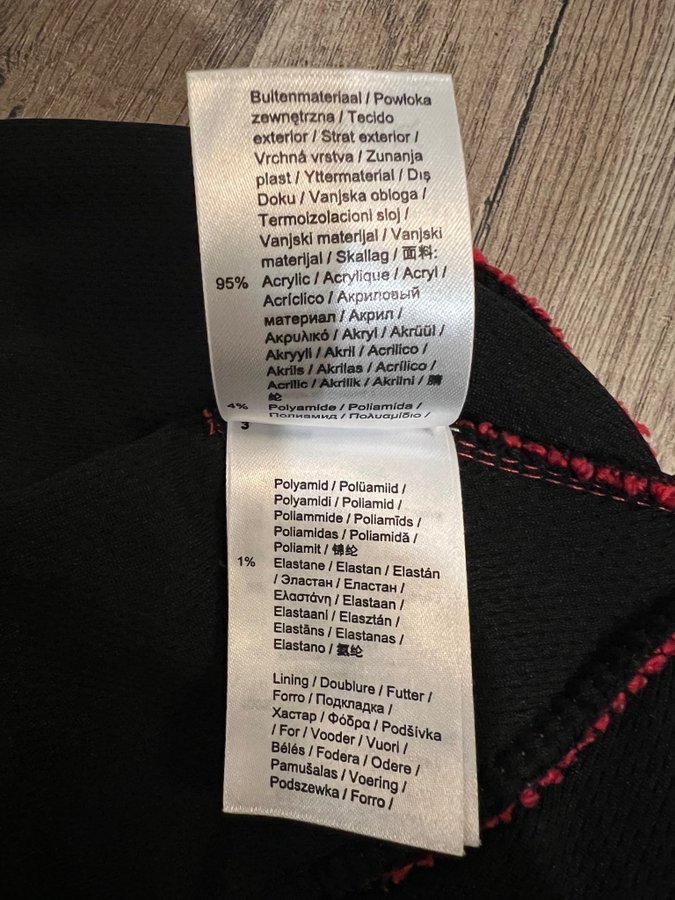 Buitenmateriaal / Powłoka
zewnętrzna / Tecido
exterior / Strat exterior /
Vrchná vrstva / Zunanja
plast / Yttermaterial / Dış
Doku / Vanjska obloga /
Termoizolacioni sloj /
Vanjski materijal / Vanjski
materijal / Skallag / 面料:
95% Acrylic / Acrylique / Acryl /
Acríclico / Акриловый
материал / Акрил /
Ακρυλικό / Akryl / Akrüül /
Akryyli / Akril / Acrilico /
Akrils / Akrilas / Acrílico /
Acrilic / Akrilik / Akrilni / 腈
纶
4% Polyamide / Poliamida /
Полиамид / Πολυαμίδιο /
3
Polyamid / Polüamiid /
Polyamidi / Poliamid /
Poliammide / Poliamīds /
Poliamidas / Poliamidă /
Poliamit / 锦纶
1% Elastane / Elastan / Elastán
/ Эластан / Еластан /
Ελαστάνη / Elastaan /
Elastaani / Elasztán /
Elastāns / Elastanas /
Elastano / 氨纶
Lining / Doublure / Futter /
Forro / Подкладка /
Хастар / Φόδρα / Podšívka
/ For / Vooder / Vuori /
Bélés / Fodera / Odere /
Pamušalas / Voering /
Podszewka / Forro /